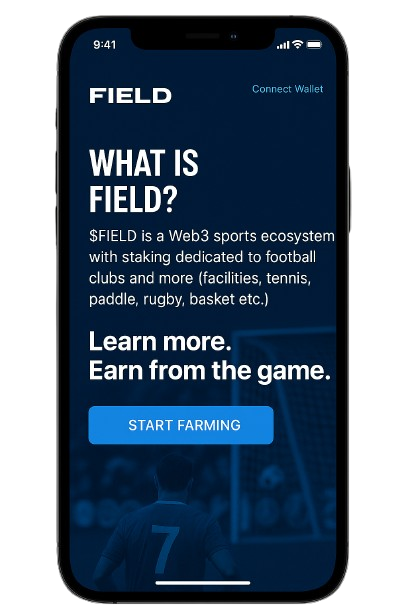 9:41
FIELD
Connect Wallet
WHAT IS
FIELD?
$FIELD is a Web3 sports ecosystem
with staking dedicated to football
clubs and more (facilities, tennis,
paddle, rugby, basket etc.)
Learn more.
Earn from the game.
START FARMING
7